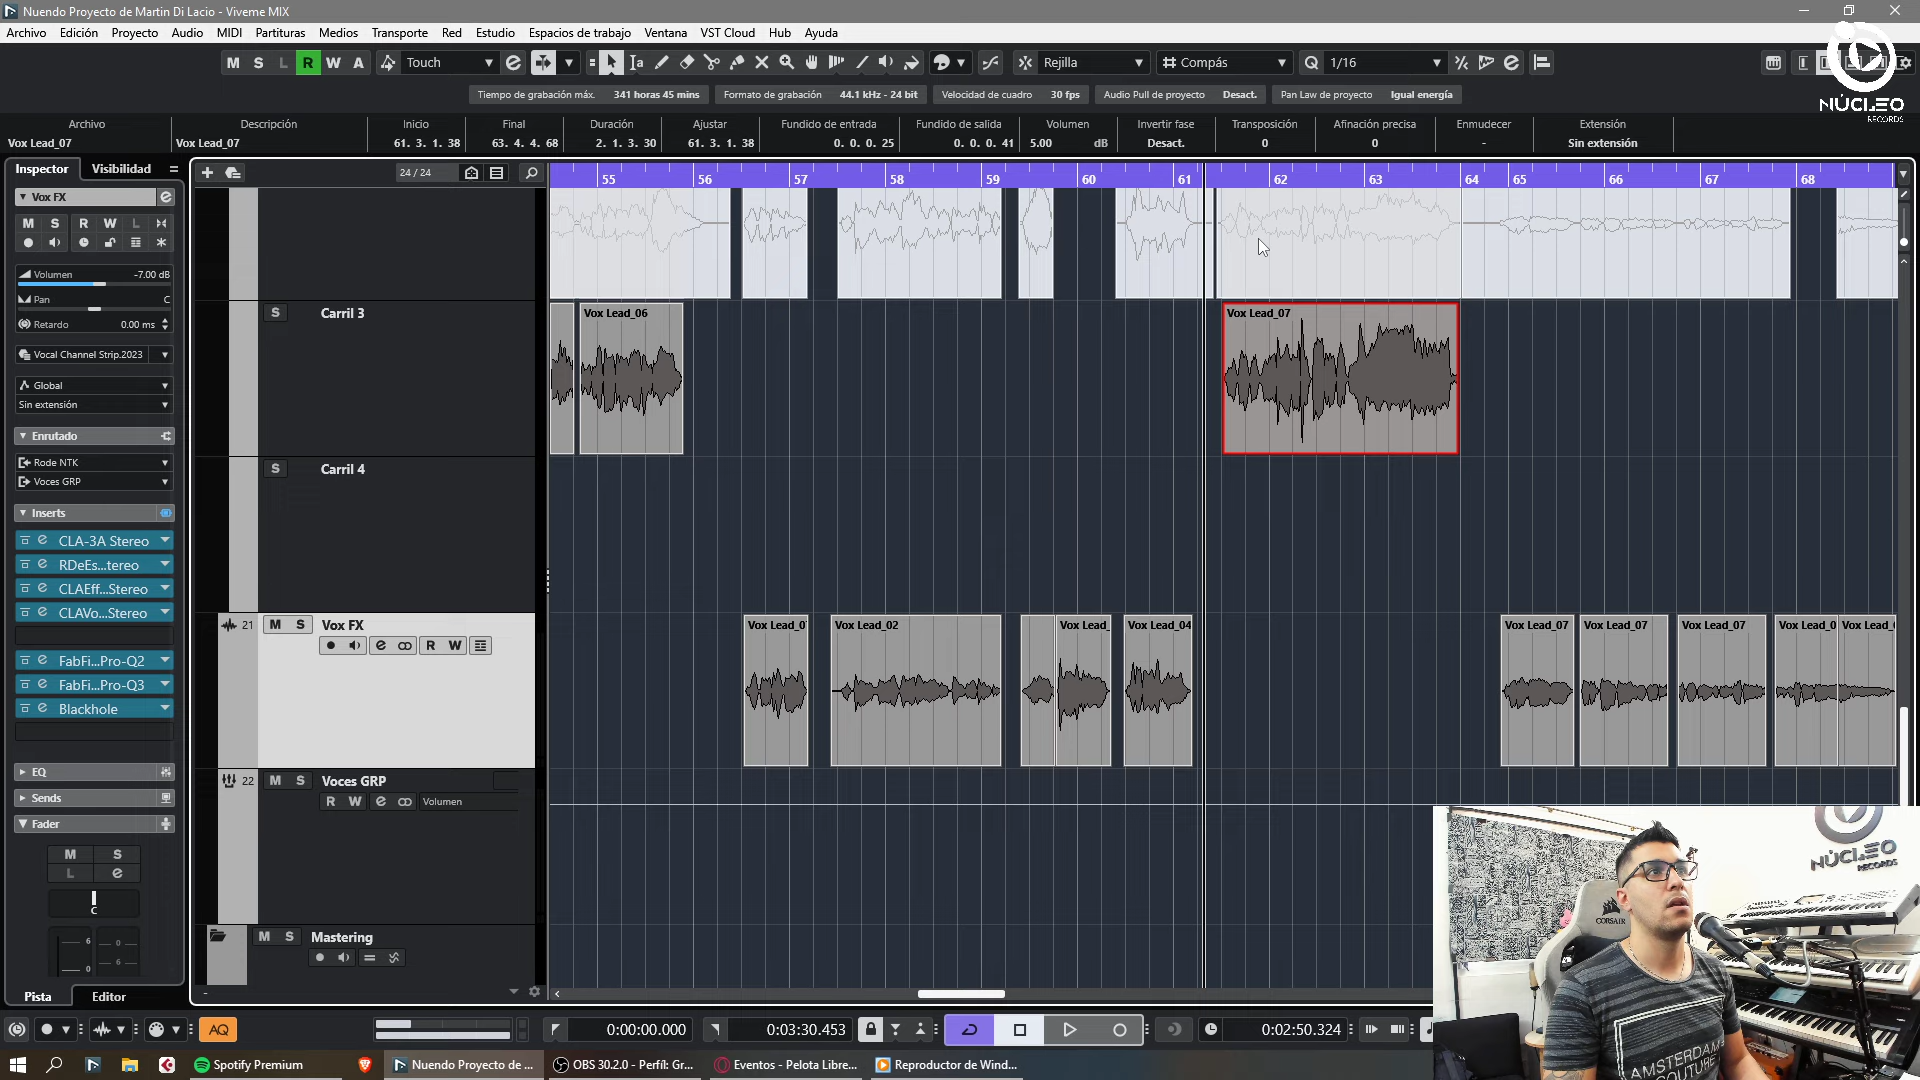 Nuendo Proyecto de Martin Di Lacio - Viveme MIX
Archivo Edición Proyecto Audio MIDI Partituras Medios Transporte Red Estudio Espacios de trabajo Ventana VST Cloud Hub Ayuda
M S L R W A Touch Rejilla Compás Q 1/16
NÚCLEO
RECORDS
Tiempo de grabación máx. 341 horas 45 mins Formato de grabación 44.1 kHz - 24 bit Velocidad de cuadro 30 fps Audio Pull de proyecto Desact. Pan Law de proyecto Igual energía
Archivo Descripción Inicio Final Duración Ajustar Fundido de entrada Fundido de salida Volumen Invertir fase Transposición Afinación precisa Enmudecer Extensión
Vox Lead_07 Vox Lead_07 61. 3. 1. 38 63. 4. 4. 68 2. 1. 3. 30 61. 3. 1. 38 0. 0. 0. 25 0. 0. 0. 41 5.00 dB Desact. 0 0 - Sin extensión
Inspector Visibilidad
24 / 24
55 56 57 58 59 60 61 62 63 64 65 66 67 68
Vox FX
M S R W L
Volumen -7.00 dB
Pan C
Retardo 0.00 ms
Vocal Channel Strip.2023
Global
Sin extensión
Enrutado
Rode NTK
Voces GRP
Inserts
CLA-3A Stereo
RDeEs...tereo
CLAEff...Stereo
CLAVo...Stereo
FabFi...Pro-Q2
FabFi...Pro-Q3
Blackhole
EQ
Sends
Fader
M S
L e
C
6 0
0 6
Pista Editor
S Carril 3
Vox Lead_06
Vox Lead_07
S Carril 4
21 M S Vox FX
R W
Vox Lead_0 Vox Lead_02 Vox Lead_ Vox Lead_04 Vox Lead_07 Vox Lead_07 Vox Lead_07 Vox Lead_0 Vox Lead_
22 M S Voces GRP
R W Volumen
M S Mastering
NÚCLEO
RECORDS
CORSAIR
AMSTERDAM
COUTURE
AQ 0:00:00.000 0:03:30.453 0:02:50.324
Spotify Premium Nuendo Proyecto de ... OBS 30.2.0 - Perfil: Gr... Eventos - Pelota Libre... Reproductor de Wind...